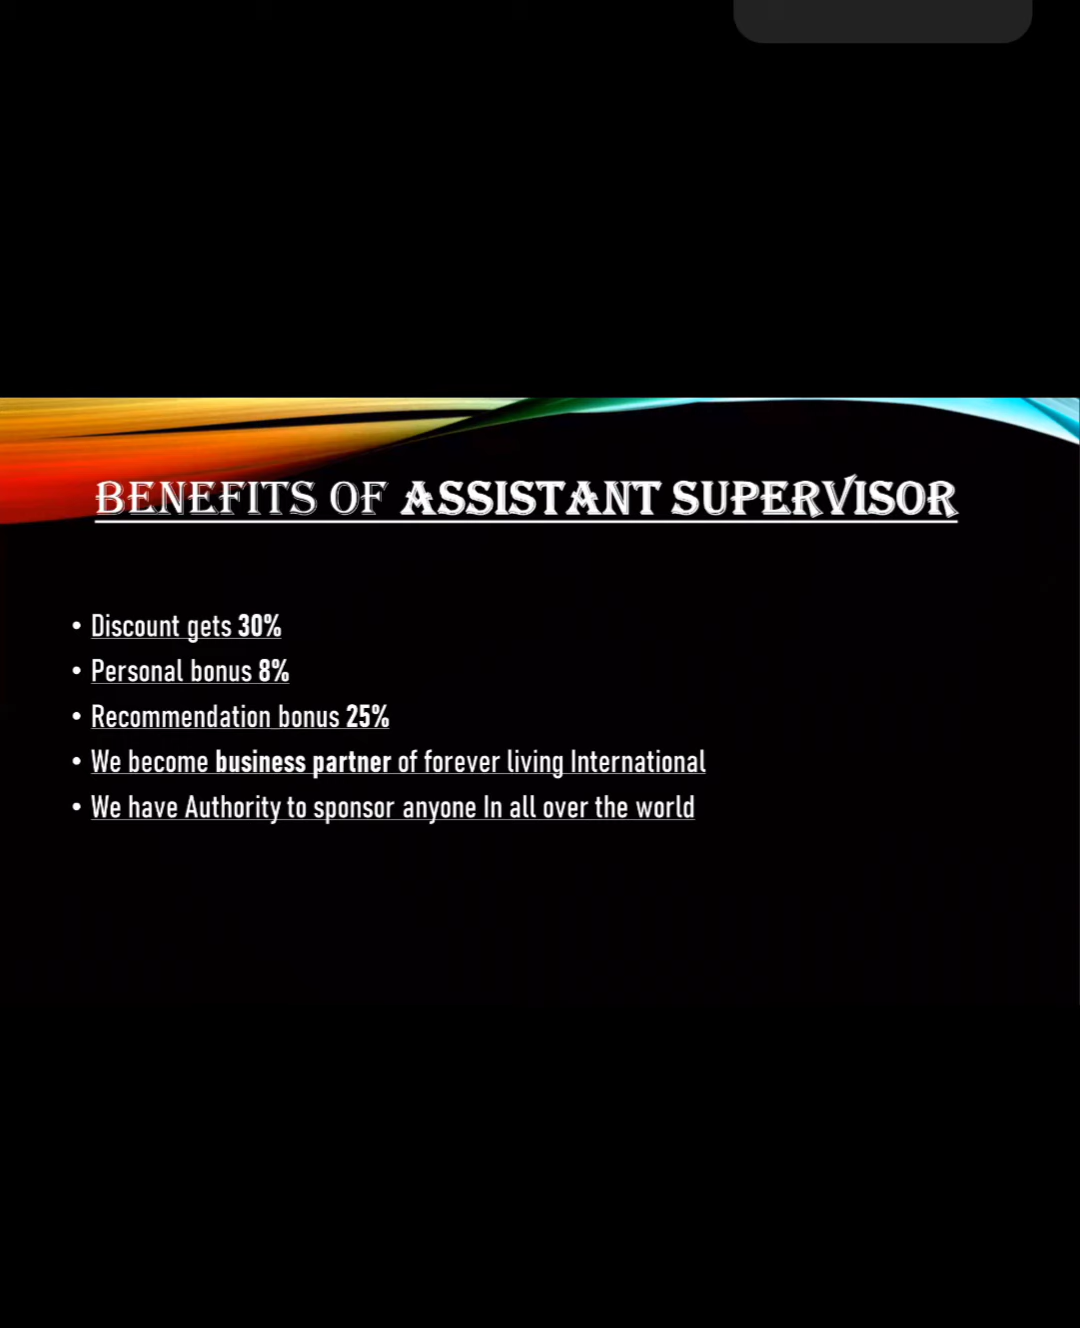 BENEFITS OF ASSISTANT SUPERVISOR
• Discount gets 30%
• Personal bonus 8%
• Recommendation bonus 25%
• We become business partner of forever living International
• We have Authority to sponsor anyone In all over the world